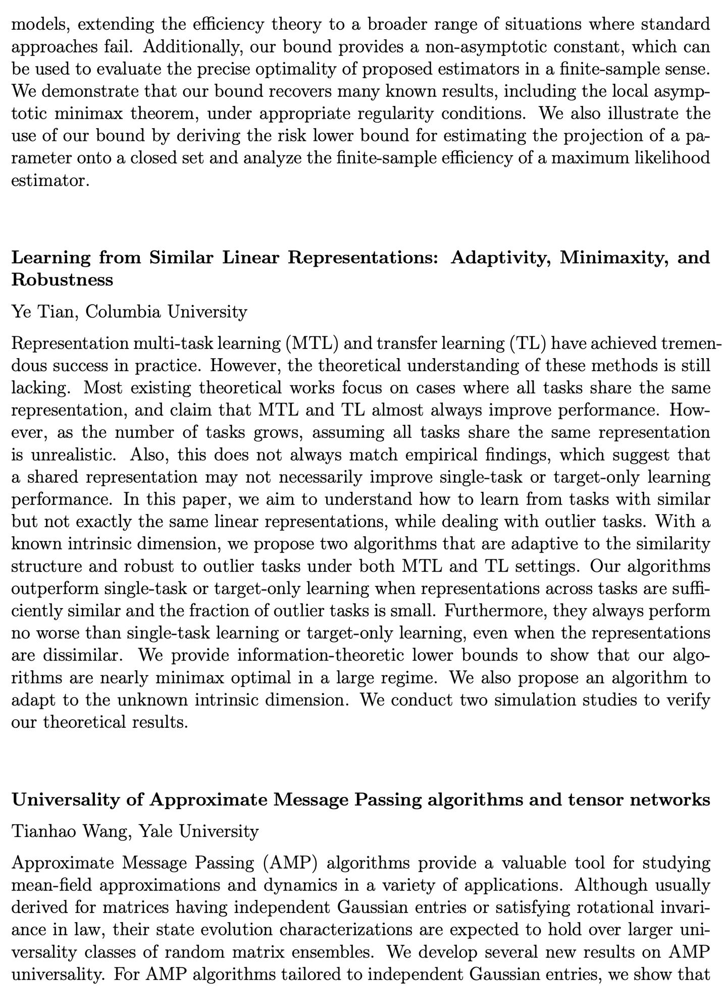 models, extending the efficiency theory to a broader range of situations where standard
approaches fail. Additionally, our bound provides a non-asymptotic constant, which can
be used to evaluate the precise optimality of proposed estimators in a finite-sample sense.
We demonstrate that our bound recovers many known results, including the local asymp-
totic minimax theorem, under appropriate regularity conditions. We also illustrate the
use of our bound by deriving the risk lower bound for estimating the projection of a pa-
rameter onto a closed set and analyze the finite-sample efficiency of a maximum likelihood
estimator.
Learning from Similar Linear Representations: Adaptivity, Minimaxity, and
Robustness
Ye Tian, Columbia University
Representation multi-task learning (MTL) and transfer learning (TL) have achieved tremen-
dous success in practice. However, the theoretical understanding of these methods is still
lacking. Most existing theoretical works focus on cases where all tasks share the same
representation, and claim that MTL and TL almost always improve performance. How-
ever, as the number of tasks grows, assuming all tasks share the same representation
is unrealistic. Also, this does not always match empirical findings, which suggest that
a shared representation may not necessarily improve single-task or target-only learning
performance. In this paper, we aim to understand how to learn from tasks with similar
but not exactly the same linear representations, while dealing with outlier tasks. With a
known intrinsic dimension, we propose two algorithms that are adaptive to the similarity
structure and robust to outlier tasks under both MTL and TL settings. Our algorithms
outperform single-task or target-only learning when representations across tasks are suffi-
ciently similar and the fraction of outlier tasks is small. Furthermore, they always perform
no worse than single-task learning or target-only learning, even when the representations
are dissimilar. We provide information-theoretic lower bounds to show that our algo-
rithms are nearly minimax optimal in a large regime. We also propose an algorithm to
adapt to the unknown intrinsic dimension. We conduct two simulation studies to verify
our theoretical results.
Universality of Approximate Message Passing algorithms and tensor networks
Tianhao Wang, Yale University
Approximate Message Passing (AMP) algorithms provide a valuable tool for studying
mean-field approximations and dynamics in a variety of applications. Although usually
derived for matrices having independent Gaussian entries or satisfying rotational invari-
ance in law, their state evolution characterizations are expected to hold over larger uni-
versality classes of random matrix ensembles. We develop several new results on AMP
universality. For AMP algorithms tailored to independent Gaussian entries, we show that